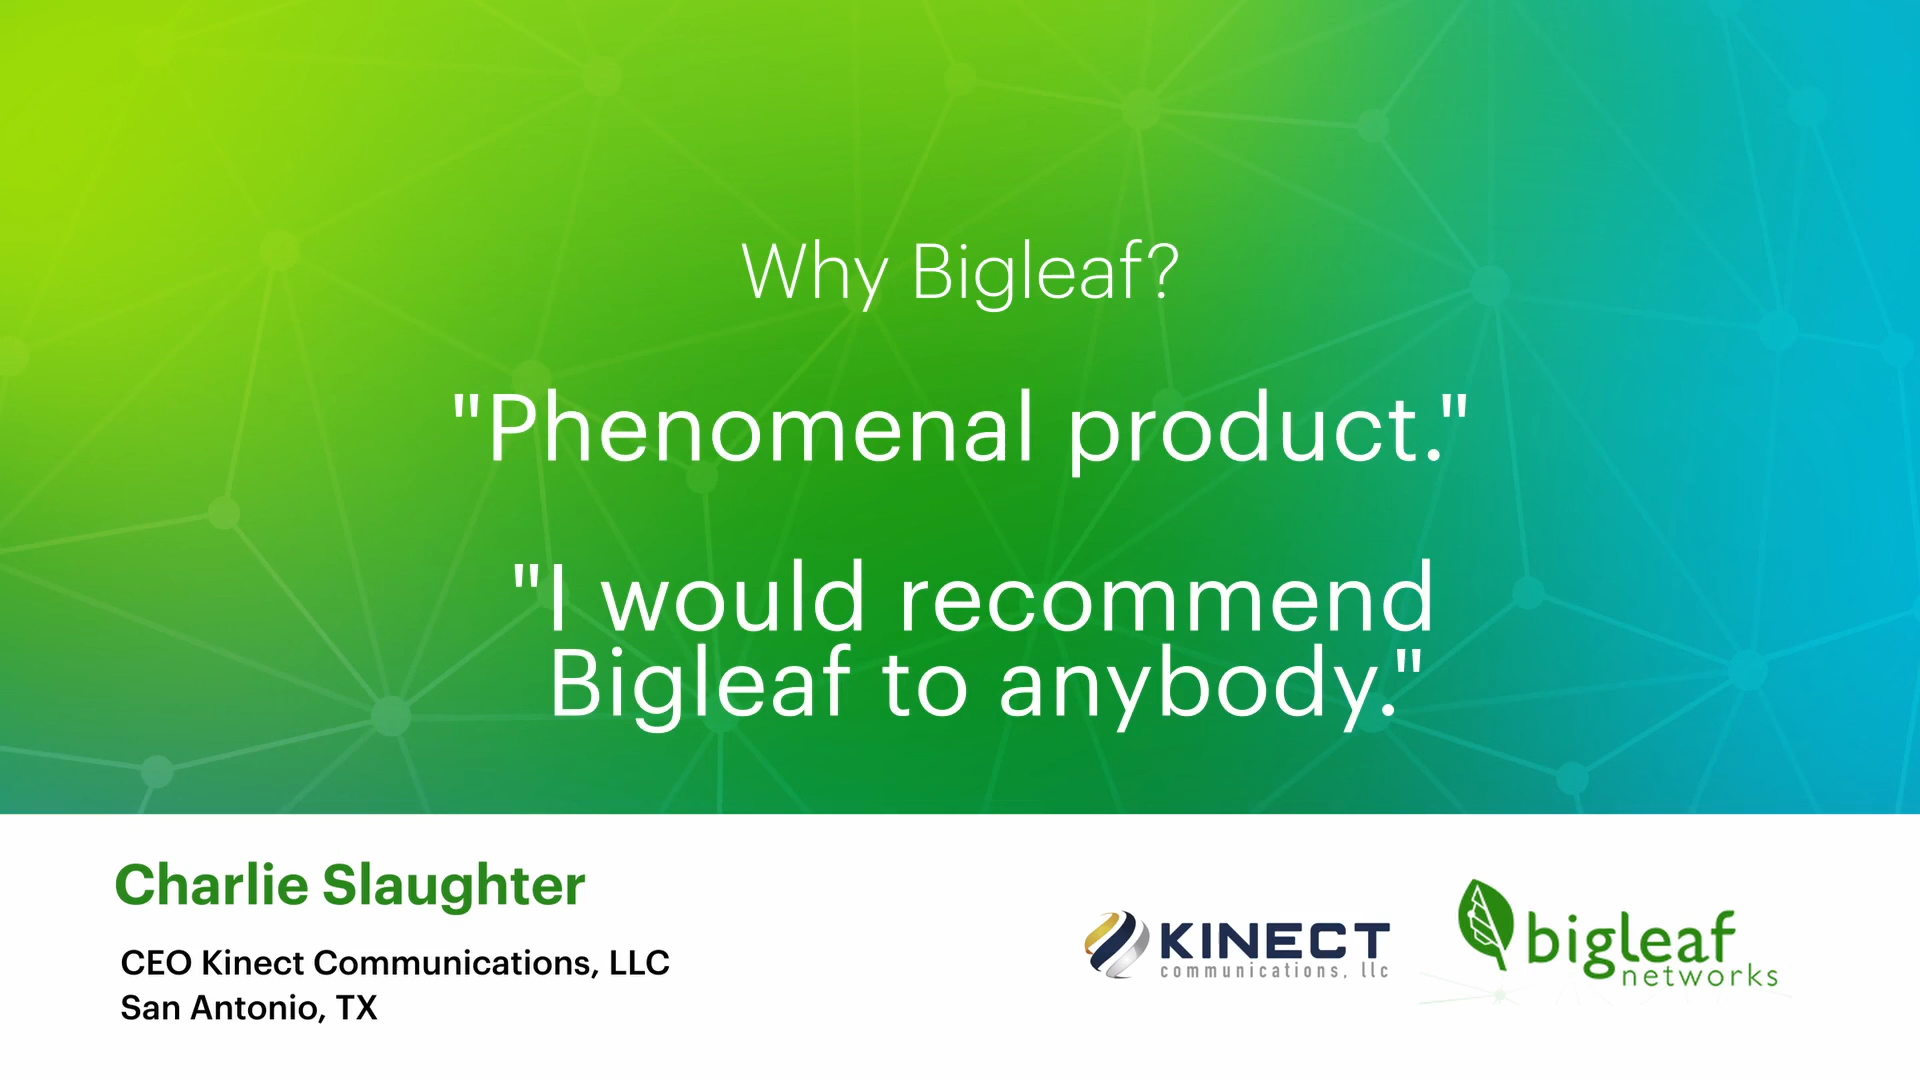 Why Bigleaf?
"Phenomenal product."
"I would recommend
Bigleaf to anybody."
Charlie Slaughter
CEO Kinect Communications, LLC
San Antonio, TX
KINECT
communications, llc
bigleaf
networks